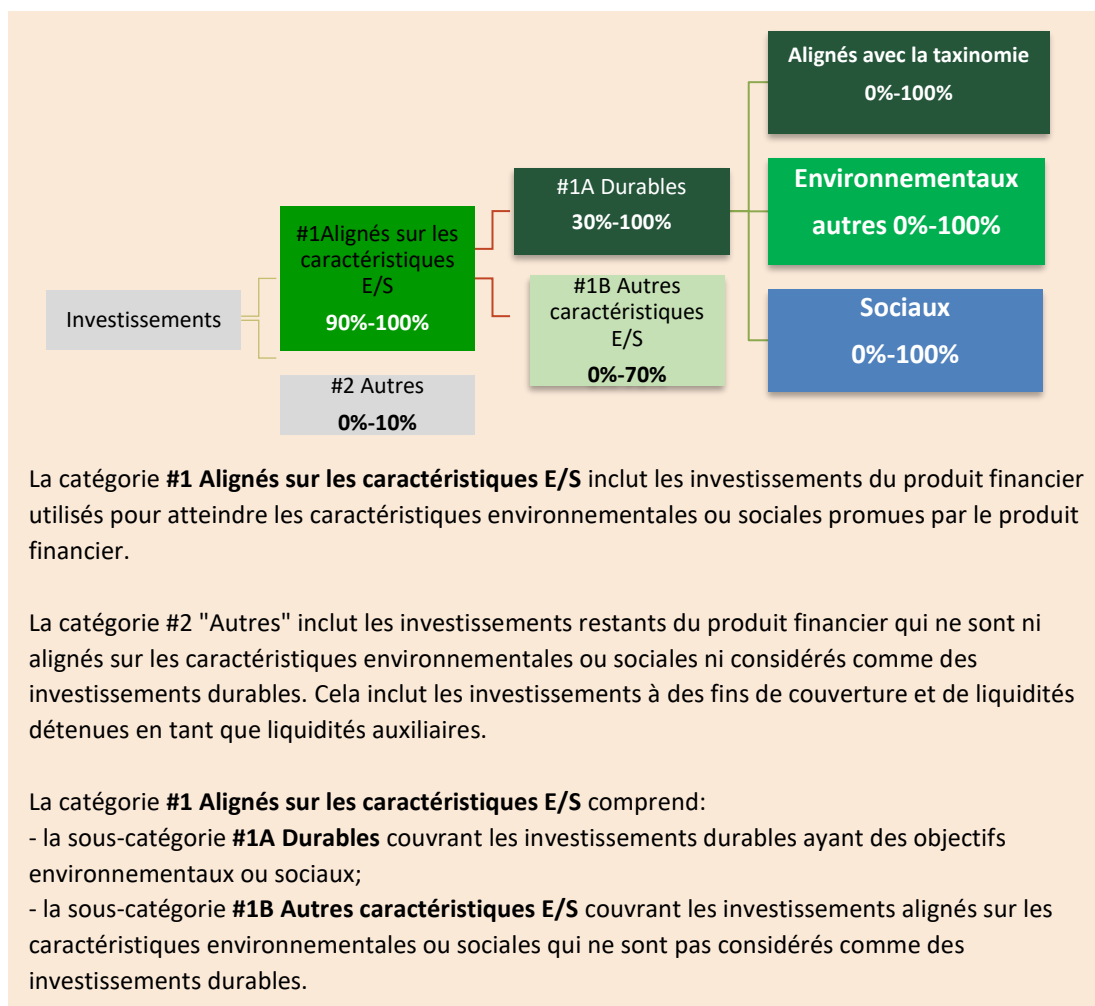 Alignés avec la taxinomie
0%-100%
#1A Durables
30%-100%
Environnementaux
autres 0%-100%
#1Alignés sur les
caractéristiques
E/S
90%-100%
Investissements
#1B Autres
caractéristiques
E/S
0%-70%
Sociaux
0%-100%
#2 Autres
0%-10%
La catégorie #1 Alignés sur les caractéristiques E/S inclut les investissements du produit financier
utilisés pour atteindre les caractéristiques environnementales ou sociales promues par le produit
financier.
La catégorie #2 "Autres" inclut les investissements restants du produit financier qui ne sont ni
alignés sur les caractéristiques environnementales ou sociales ni considérés comme des
investissements durables. Cela inclut les investissements à des fins de couverture et de liquidités
détenues en tant que liquidités auxiliaires.
La catégorie #1 Alignés sur les caractéristiques E/S comprend:
- la sous-catégorie #1A Durables couvrant les investissements durables ayant des objectifs
environnementaux ou sociaux;
- la sous-catégorie #1B Autres caractéristiques E/S couvrant les investissements alignés sur les
caractéristiques environnementales ou sociales qui ne sont pas considérés comme des
investissements durables.